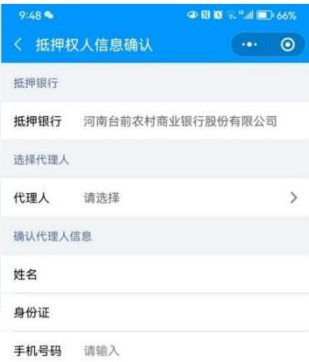 9:48
66%
抵押权人信息确认
抵押银行
抵押银行 河南台前农村商业银行股份有限公司
选择代理人
代理人 请选择
确认代理人信息
姓名
身份证
手机号码 请输入